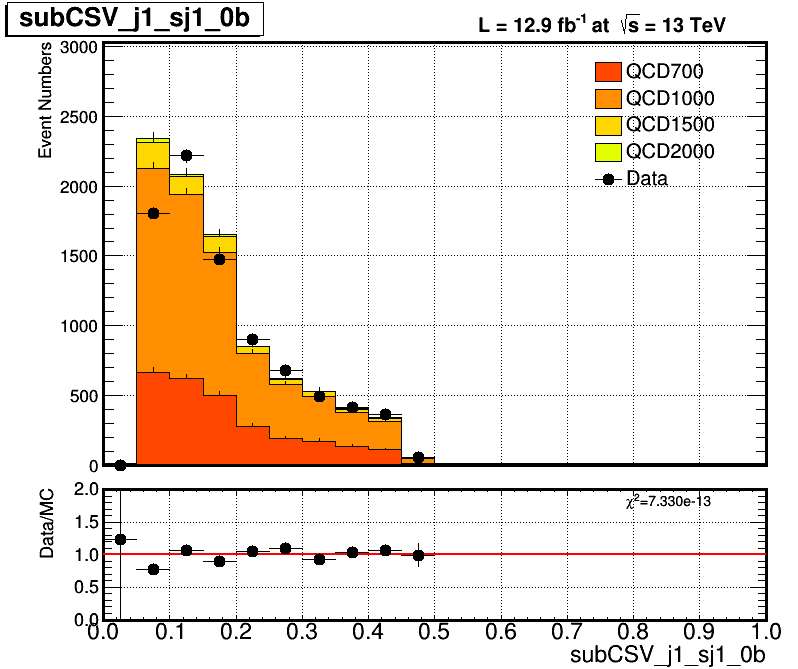 subCSV_j1_sj1_0b
L = 12.9 fb-1 at √s = 13 TeV
Event Numbers
3000
2500
2000
1500
1000
500
0
QCD700
QCD1000
QCD1500
QCD2000
Data
Data/MC
2.0
1.5
1.0
0.5
0.0
χ2=7.330e-13
0.0 0.1 0.2 0.3 0.4 0.5 0.6 0.7 0.8 0.9 1.0
subCSV_j1_sj1_0b